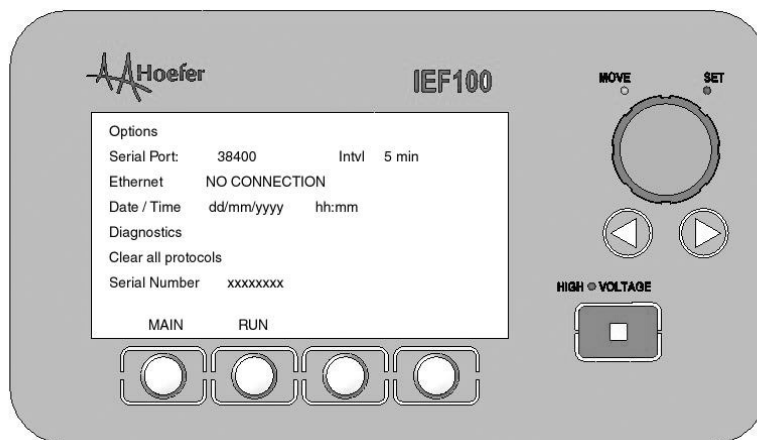 Hoefer
IEF100
MOVE SET
Options
Serial Port: 38400 Intvl 5 min
Ethernet NO CONNECTION
Date / Time dd/mm/yyyy hh:mm
Diagnostics
Clear all protocols
Serial Number xxxxxxxx
MAIN RUN
HIGH VOLTAGE